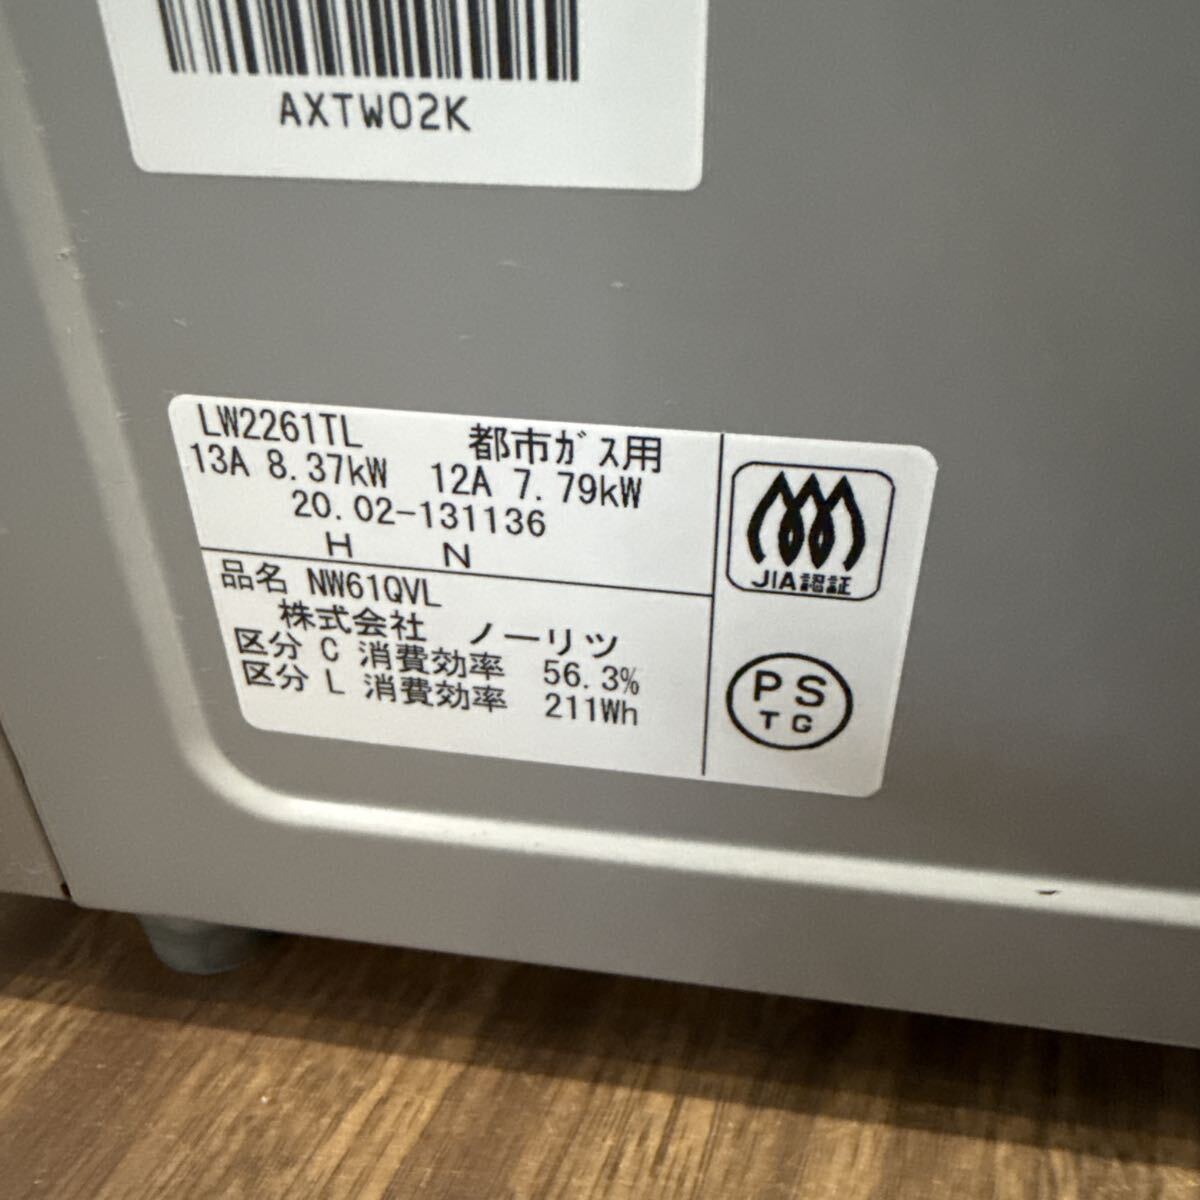 AXTW02K
LW2261TL 都市ガス用
13A 8.37kW 12A 7.79kW
20.02-131136
H N
品名 NW61QVL
株式会社 ノーリツ
区分 C 消費効率 56.3%
区分 L 消費効率 211Wh
JIA認証
PS
TG